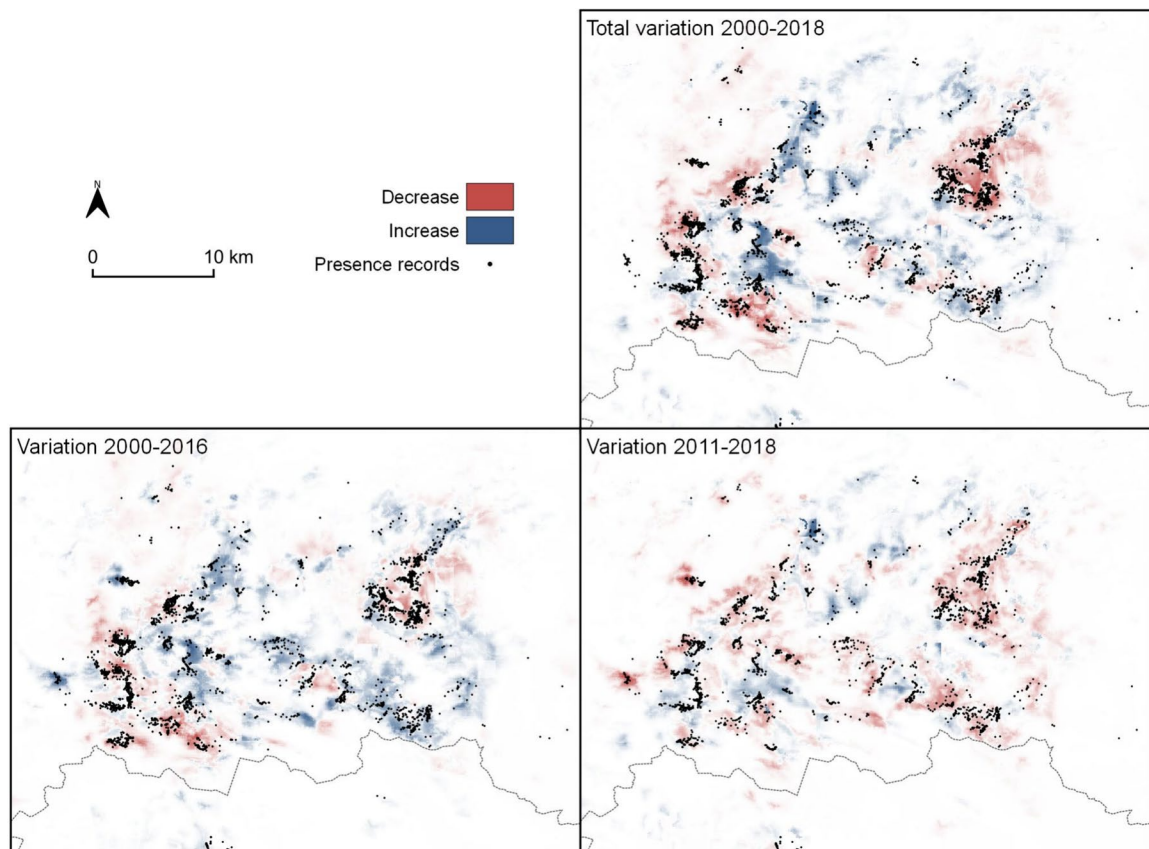 Total variation 2000-2018
N
Decrease
Increase
0 10 km
Presence records
Variation 2000-2016
Variation 2011-2018